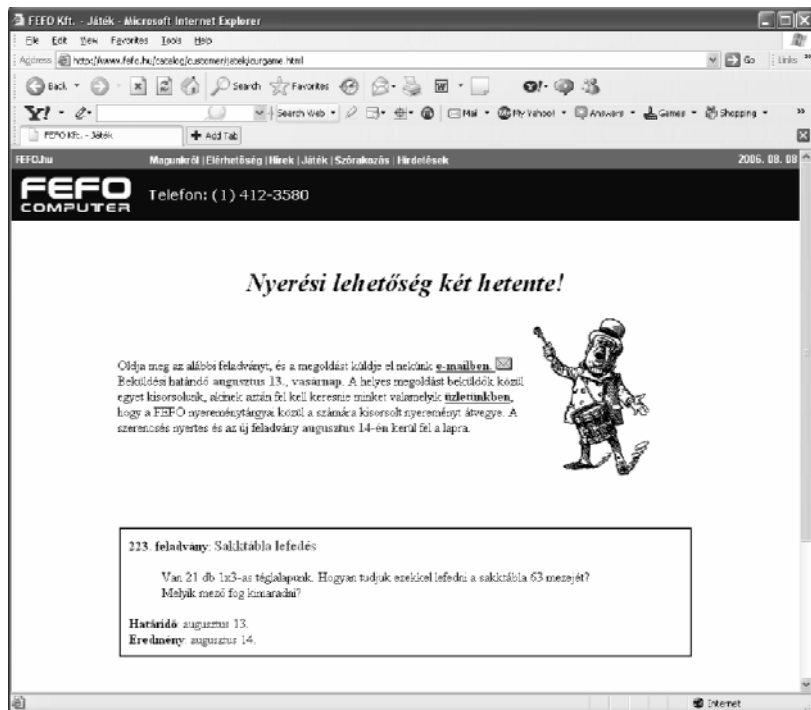 FEFO Kft. - Játék - Microsoft Internet Explorer
File Edit View Favorites Tools Help
Address http://www.fefo.hu/catalog/customer/jatek/ourgame.html Go Links
Back Search Favorites
Search Web Mail My Yahoo! Answers Games Shopping
FEFO Kft. - Játék Add Tab
FEFO.hu Magunkról | Elérhetőség | Hírek | Játék | Szórakozás | Hirdetések 2006. 08. 08
FEFO
COMPUTER
Telefon: (1) 412-3580
Nyerési lehetőség két hetente!
Oldja meg az alábbi feladványt, és a megoldást küldje el nekünk e-mailben.
Beküldési határidő augusztus 13., vasárnap. A helyes megoldást beküldők közül
egyet kisorsolunk, akinek aztán fel kell keresnie minket valamelyik üzletünkben,
hogy a FEFO nyereménytárgyai közül a számára kisorsolt nyereményt átvegye. A
szerencsés nyertes és az új feladvány augusztus 14-én kerül fel a lapra.
223. feladvány: Sakktábla lefedés
Van 21 db 1x3-as téglalapunk. Hogyan tudjuk ezekkel lefedni a sakktábla 63 mezejét?
Melyik mező fog kimaradni?
Határidő: augusztus 13.
Eredmény: augusztus 14.
Internet